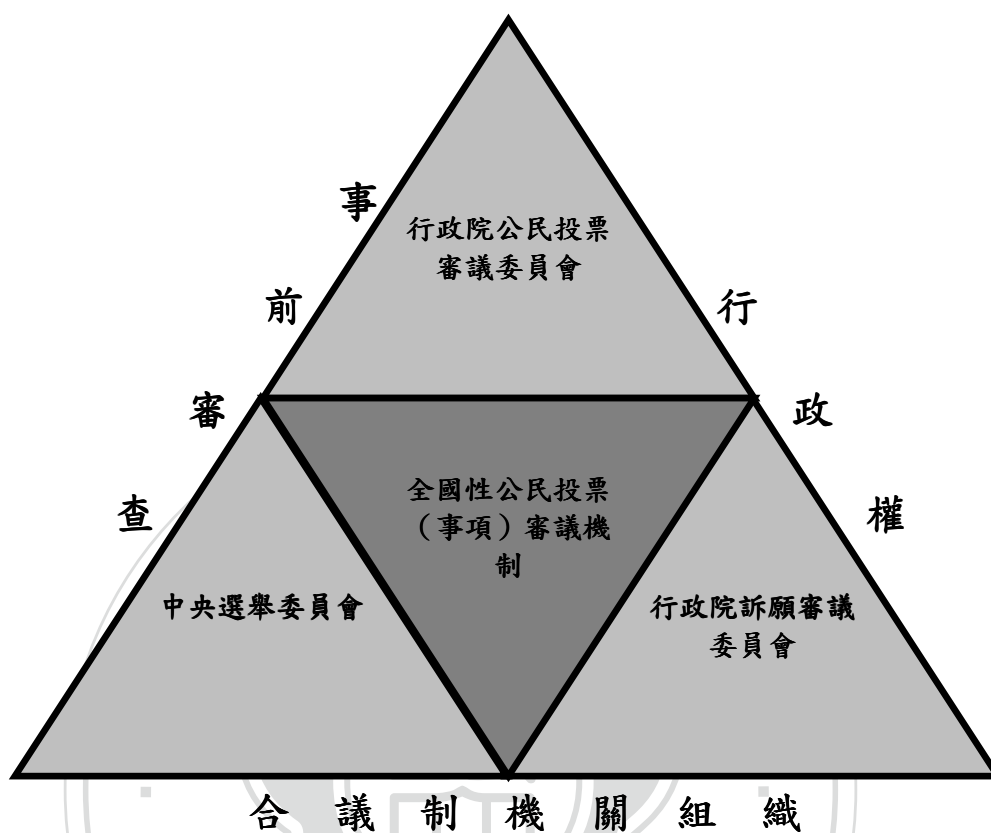 事前審查
行政權
行政院公民投票
審議委員會
全國性公民投票
（事項）審議機
制
中央選舉委員會
行政院訴願審議
委員會
合議制機關組織